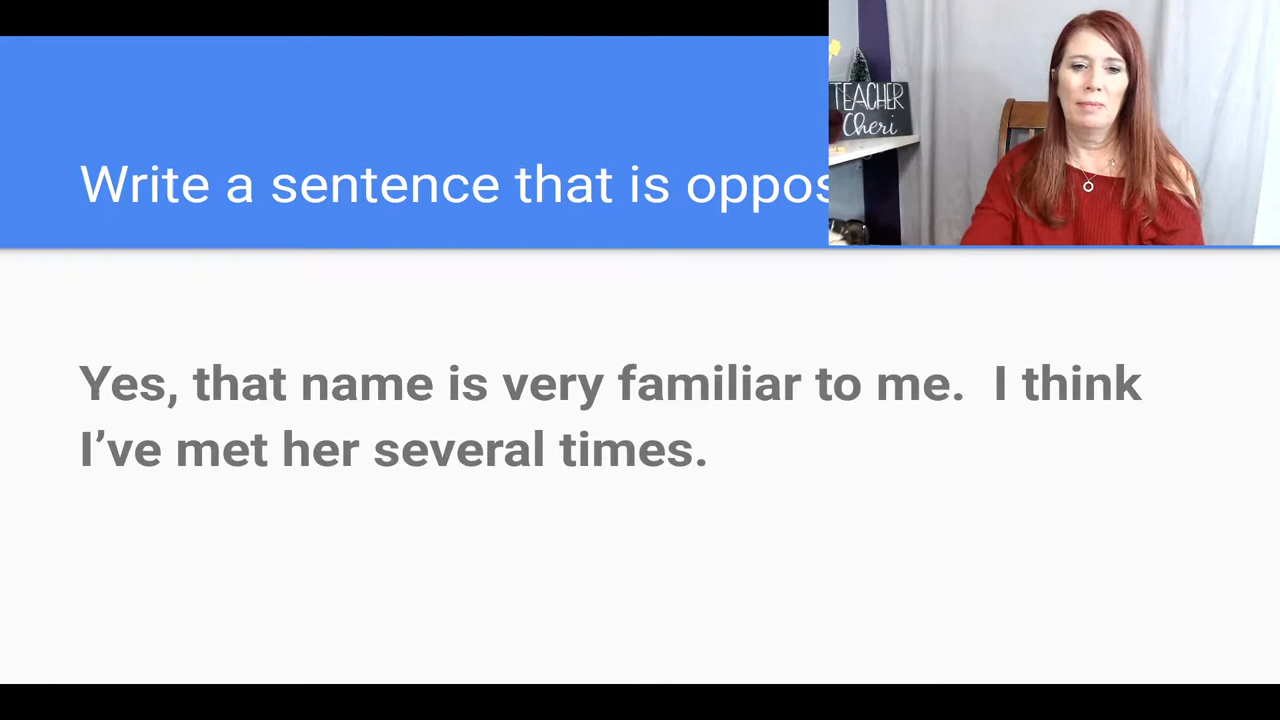 Write a sentence that is oppos
TEACHER
Cheri
Yes, that name is very familiar to me.  I think
I’ve met her several times.